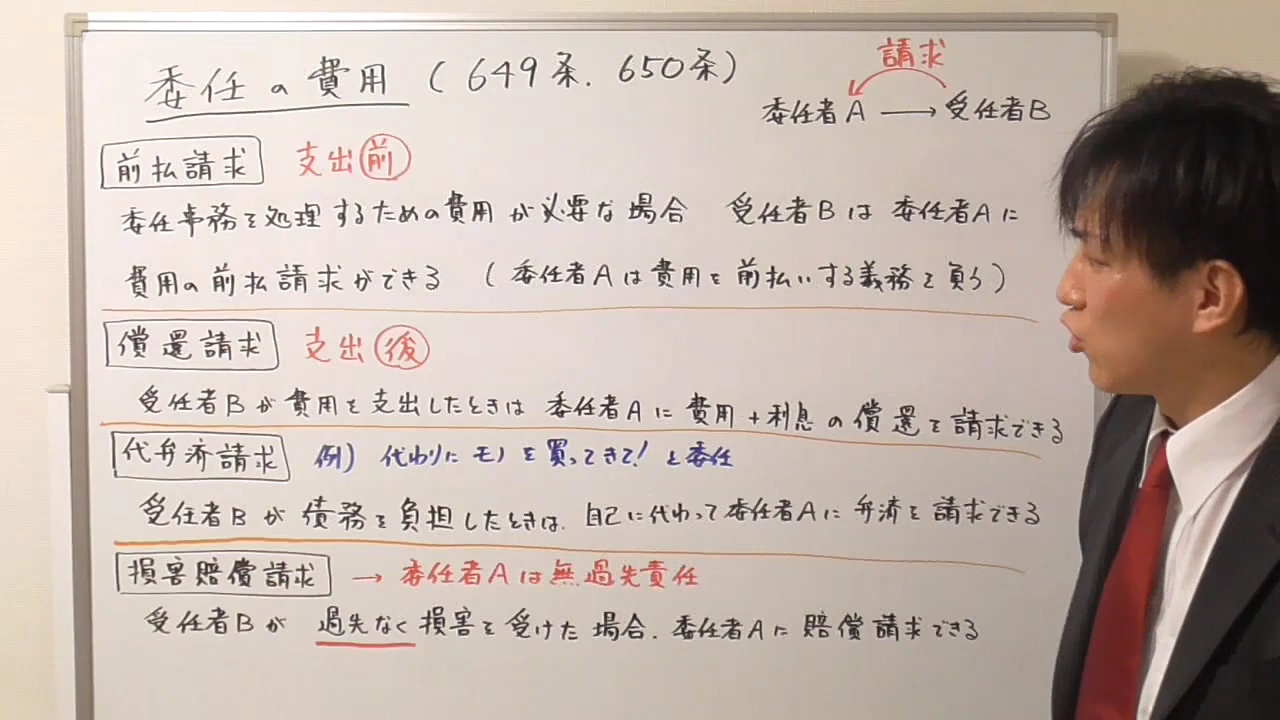 委任の費用 (649条.650条)
請求
委任者A → 受任者B
前払請求 支出前
委任事務を処理するための費用が必要な場合 受任者Bは委任者Aに
費用の前払請求ができる (委任者Aは費用を前払いする義務を負う)
償還請求 支出後
受任者Bが費用を支出したときは 委任者Aに費用+利息の償還を請求できる
代弁済請求 例) 代わりにモノを買ってきて!と委任
受任者Bが債務を負担したときは.自己に代わって委任者Aに弁済を請求できる
損害賠償請求 → 委任者Aは無過失責任
受任者Bが 過失なく損害を受けた場合.委任者Aに賠償請求できる